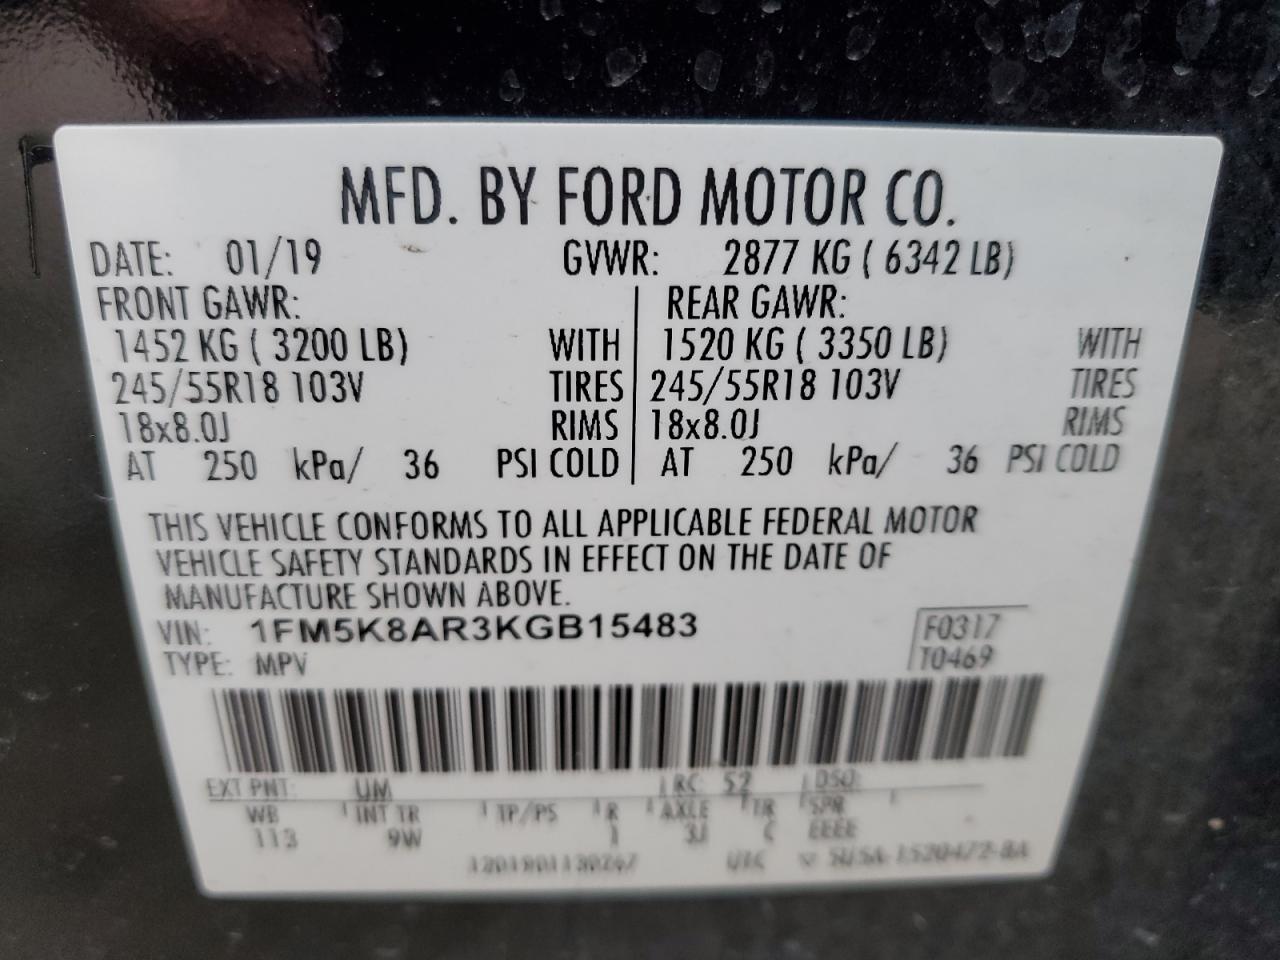 MFD. BY FORD MOTOR CO.
DATE: 01/19 GVWR: 2877 KG ( 6342 LB)
FRONT GAWR: REAR GAWR:
1452 KG ( 3200 LB) WITH 1520 KG ( 3350 LB) WITH
245/55R18 103V TIRES 245/55R18 103V TIRES
18x8.0J RIMS 18x8.0J RIMS
AT 250 kPa/ 36 PSI COLD AT 250 kPa/ 36 PSI COLD
THIS VEHICLE CONFORMS TO ALL APPLICABLE FEDERAL MOTOR
VEHICLE SAFETY STANDARDS IN EFFECT ON THE DATE OF
MANUFACTURE SHOWN ABOVE.
VIN: 1FM5K8AR3KGB15483 F0317
TYPE: MPV T0469
EXT PNT: UM RC: 52 DSO:
WB INT TR TP/PS R AXLE TR SPR
113 9W 1 3J C EEEE